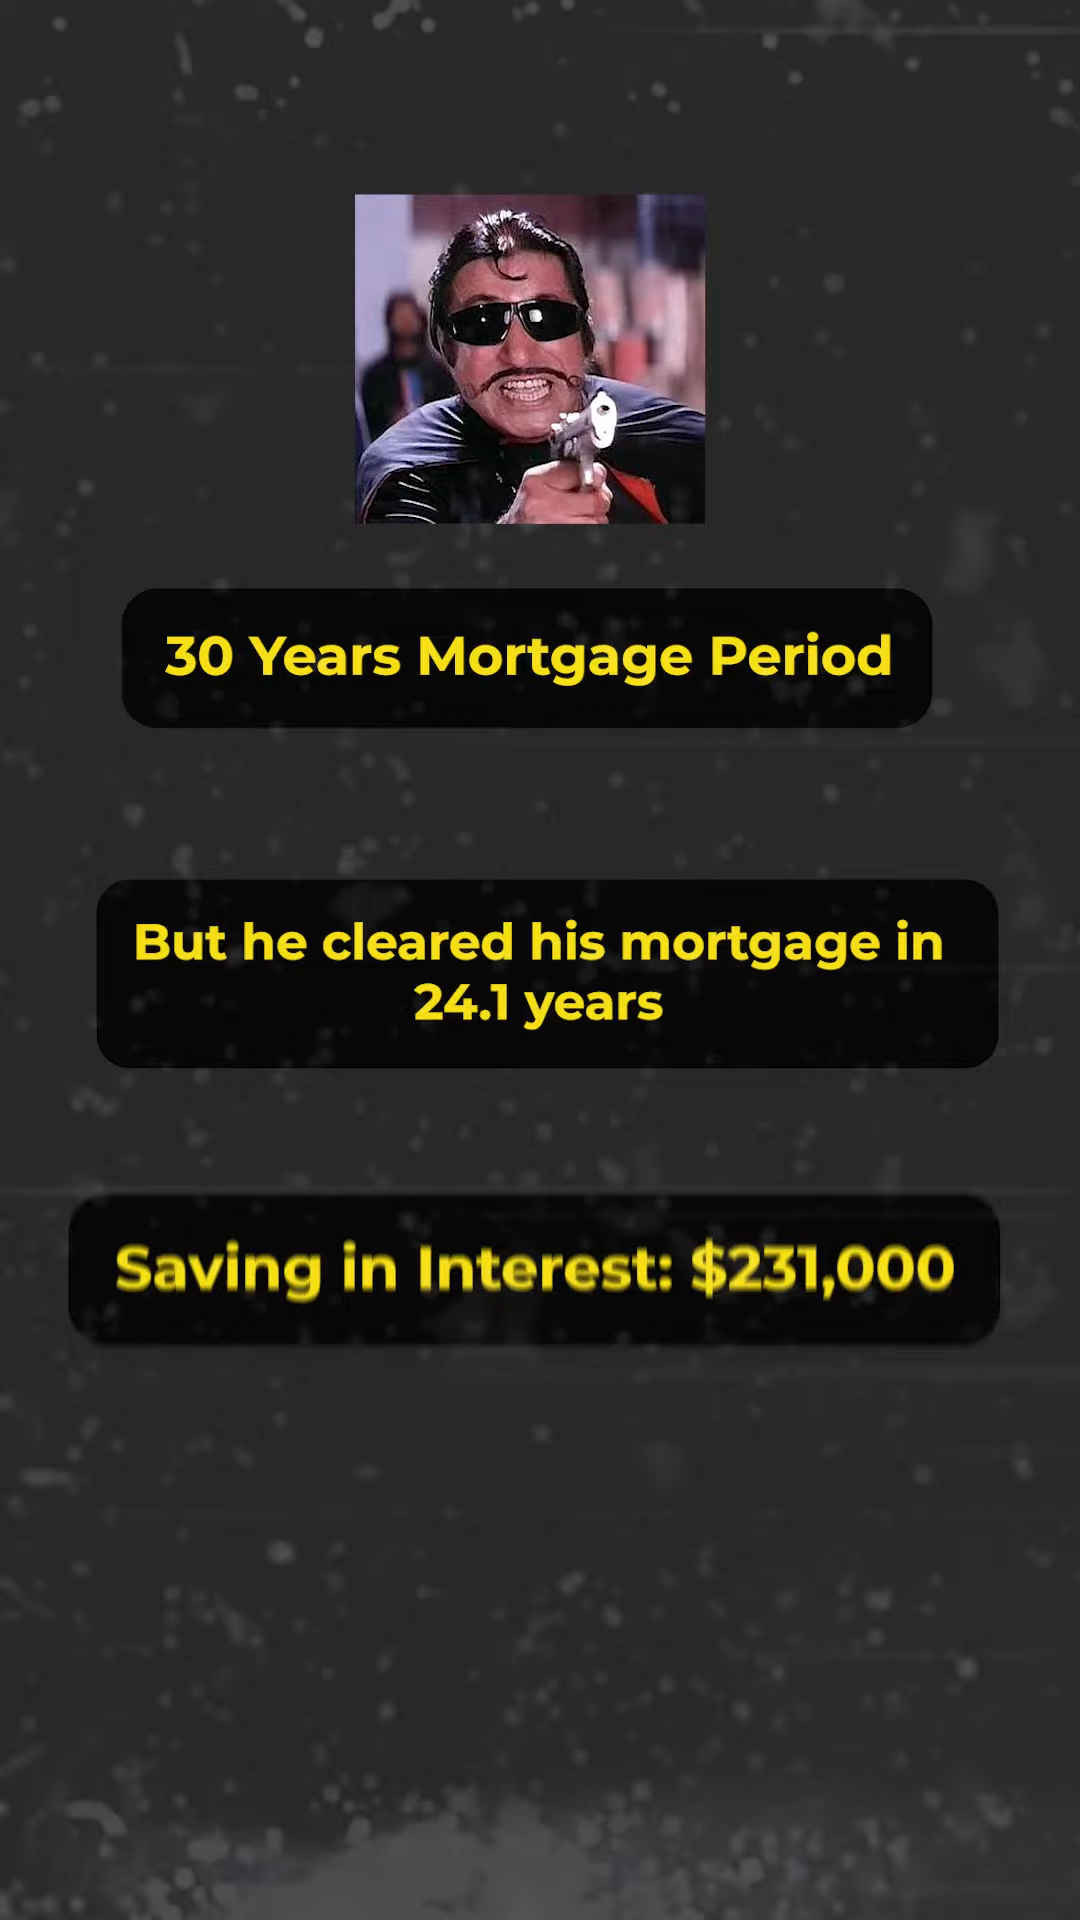 30 Years Mortgage Period
But he cleared his mortgage in
24.1 years
Saving in Interest: $231,000